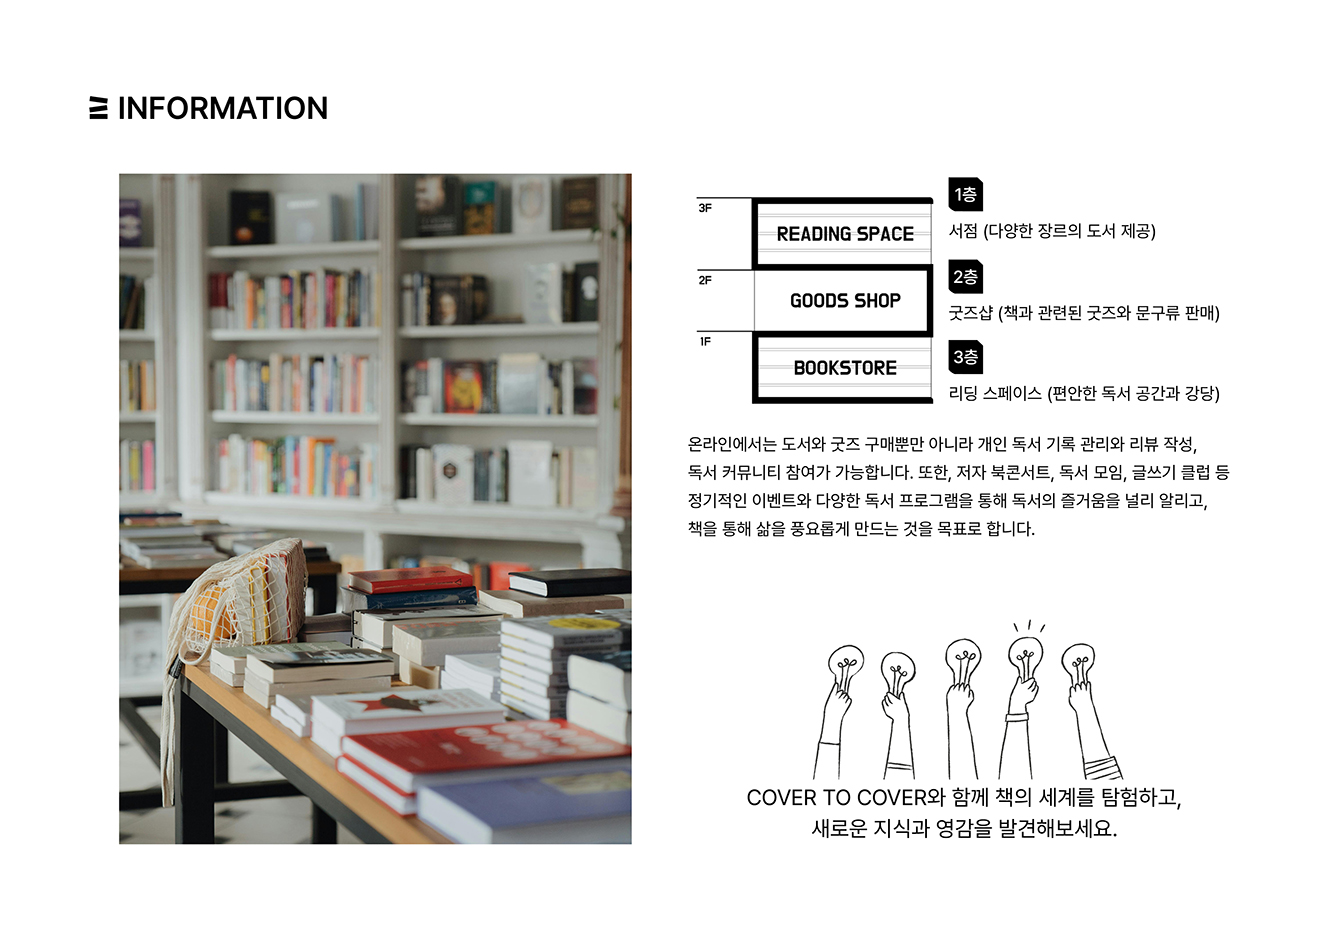 INFORMATION
3F
READING SPACE
2F
GOODS SHOP
1F
BOOKSTORE
1층
서점 (다양한 장르의 도서 제공)
2층
굿즈샵 (책과 관련된 굿즈와 문구류 판매)
3층
리딩 스페이스 (편안한 독서 공간과 강당)
온라인에서는 도서와 굿즈 구매뿐만 아니라 개인 독서 기록 관리와 리뷰 작성,
독서 커뮤니티 참여가 가능합니다. 또한, 저자 북콘서트, 독서 모임, 글쓰기 클럽 등
정기적인 이벤트와 다양한 독서 프로그램을 통해 독서의 즐거움을 널리 알리고,
책을 통해 삶을 풍요롭게 만드는 것을 목표로 합니다.
COVER TO COVER와 함께 책의 세계를 탐험하고,
새로운 지식과 영감을 발견해보세요.